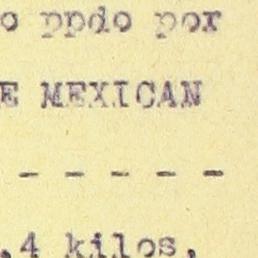 o ppdo por
E MEXICAN
- - - - -
.4 kilos,